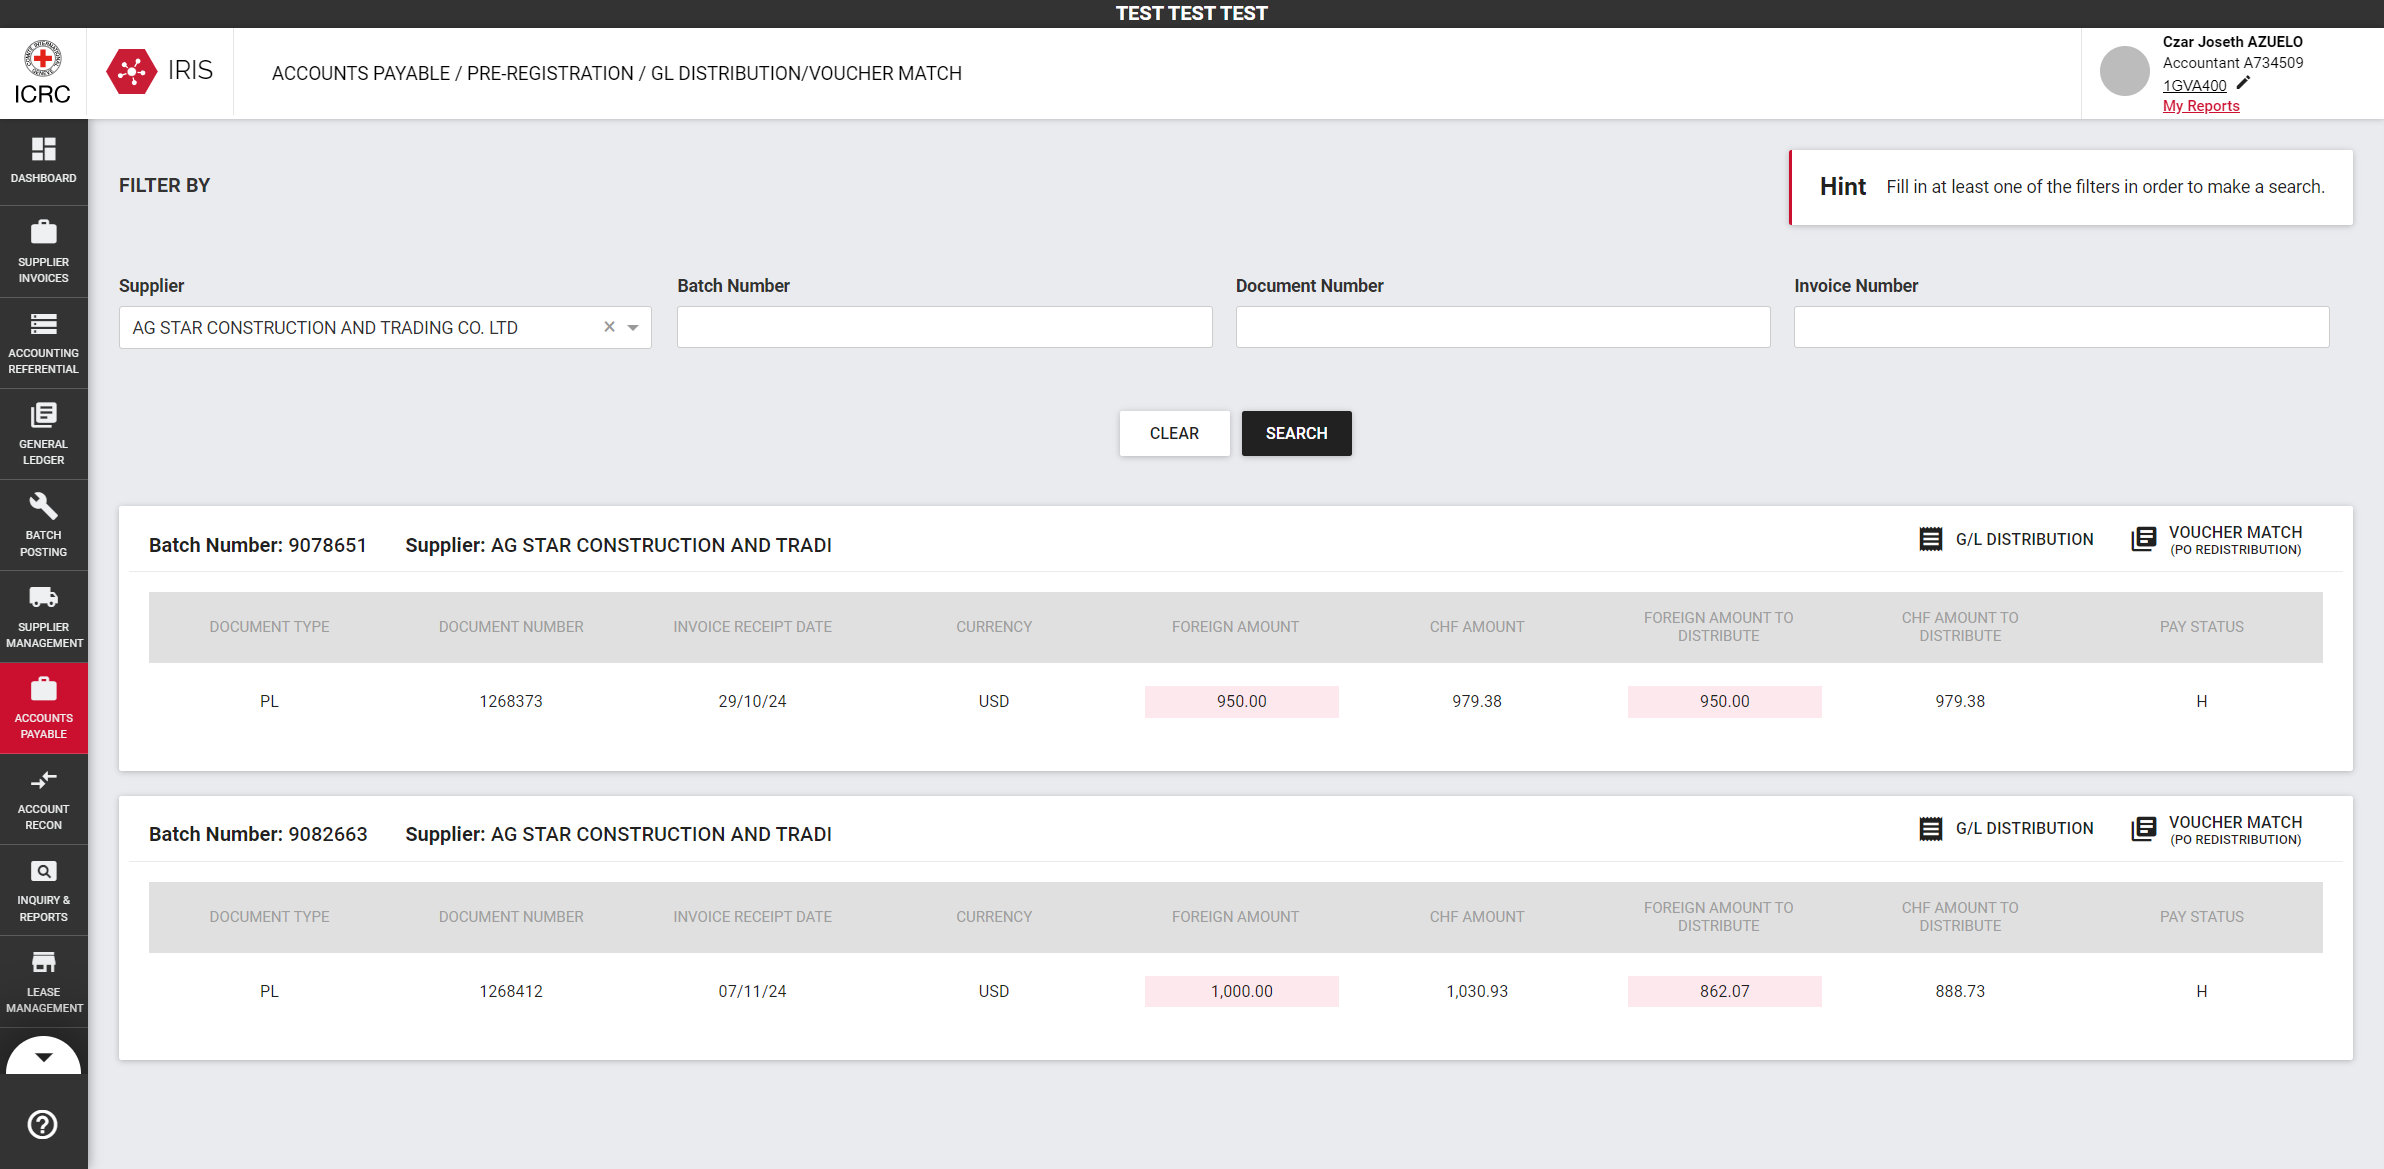 TEST TEST TEST
ICRC
IRIS
ACCOUNTS PAYABLE / PRE-REGISTRATION / GL DISTRIBUTION/VOUCHER MATCH
Czar Joseth AZUELO
Accountant A734509
1GVA400
My Reports
DASHBOARD
SUPPLIER
INVOICES
ACCOUNTING
REFERENTIAL
GENERAL
LEDGER
BATCH
POSTING
SUPPLIER
MANAGEMENT
ACCOUNTS
PAYABLE
ACCOUNT
RECON
INQUIRY &
REPORTS
LEASE
MANAGEMENT
FILTER BY
Hint Fill in at least one of the filters in order to make a search.
Supplier Batch Number Document Number Invoice Number
AG STAR CONSTRUCTION AND TRADING CO. LTD
CLEAR SEARCH
Batch Number: 9078651 Supplier: AG STAR CONSTRUCTION AND TRADI G/L DISTRIBUTION VOUCHER MATCH
(PO REDISTRIBUTION)
DOCUMENT TYPE DOCUMENT NUMBER INVOICE RECEIPT DATE CURRENCY FOREIGN AMOUNT CHF AMOUNT FOREIGN AMOUNT TO DISTRIBUTE CHF AMOUNT TO DISTRIBUTE PAY STATUS
PL 1268373 29/10/24 USD 950.00 979.38 950.00 979.38 H
Batch Number: 9082663 Supplier: AG STAR CONSTRUCTION AND TRADI G/L DISTRIBUTION VOUCHER MATCH
(PO REDISTRIBUTION)
DOCUMENT TYPE DOCUMENT NUMBER INVOICE RECEIPT DATE CURRENCY FOREIGN AMOUNT CHF AMOUNT FOREIGN AMOUNT TO DISTRIBUTE CHF AMOUNT TO DISTRIBUTE PAY STATUS
PL 1268412 07/11/24 USD 1,000.00 1,030.93 862.07 888.73 H